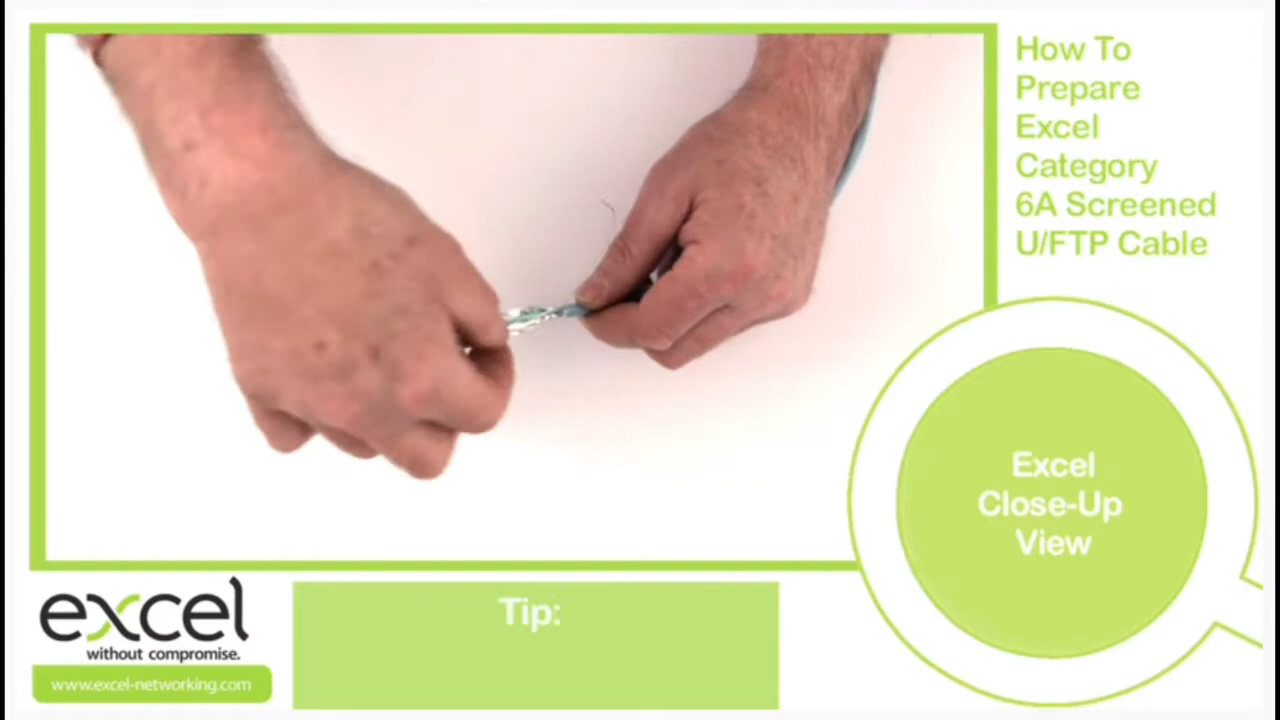 How To
Prepare
Excel
Category
6A Screened
U/FTP Cable
Excel
Close-Up
View
Tip:
excel
without compromise.
www.excel-networking.com